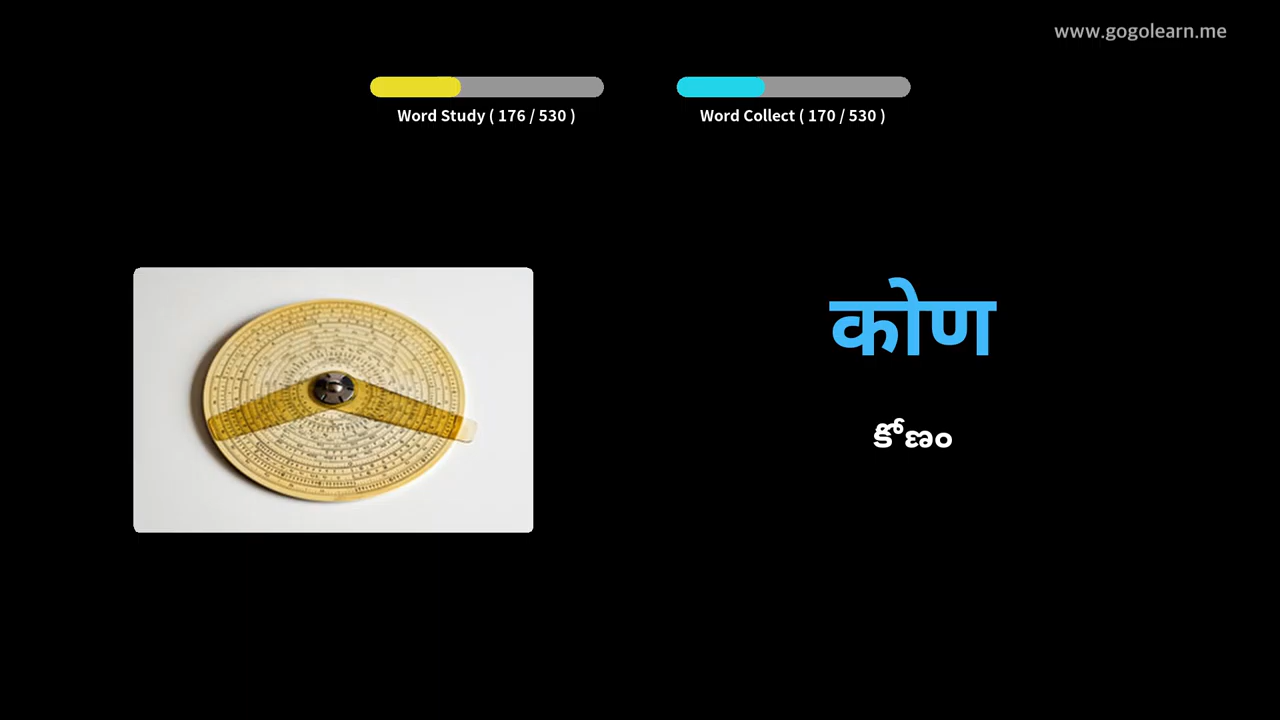 www.gogolearn.me
Word Study ( 176 / 530 )
Word Collect ( 170 / 530 )
कोण
కోణం